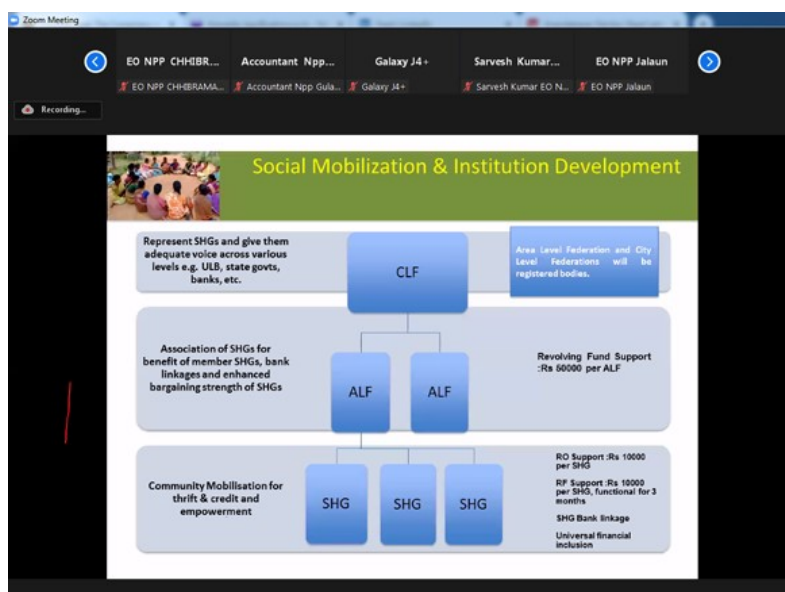 Zoom Meeting
EO NPP CHHIBR... Accountant Npp... Galaxy J4+ Sarvesh Kumar... EO NPP Jalaun
EO NPP CHHIBRAMA... Accountant Npp Gula... Galaxy J4+ Sarvesh Kumar EO N... EO NPP Jalaun
Recording...
Social Mobilization & Institution Development
Represent SHGs and give them
adequate voice across various
levels e.g. ULB, state govts,
banks, etc.
CLF
Area Level Federation and City
Level Federations will be
registered bodies.
Association of SHGs for
benefit of member SHGs, bank
linkages and enhanced
bargaining strength of SHGs
ALF
ALF
Revolving Fund Support
:Rs 50000 per ALF
Community Mobilisation for
thrift & credit and
empowerment
SHG
SHG
SHG
RO Support :Rs 10000
per SHG
RF Support :Rs 10000
per SHG, functional for 3
months
SHG Bank linkage
Universal financial
inclusion